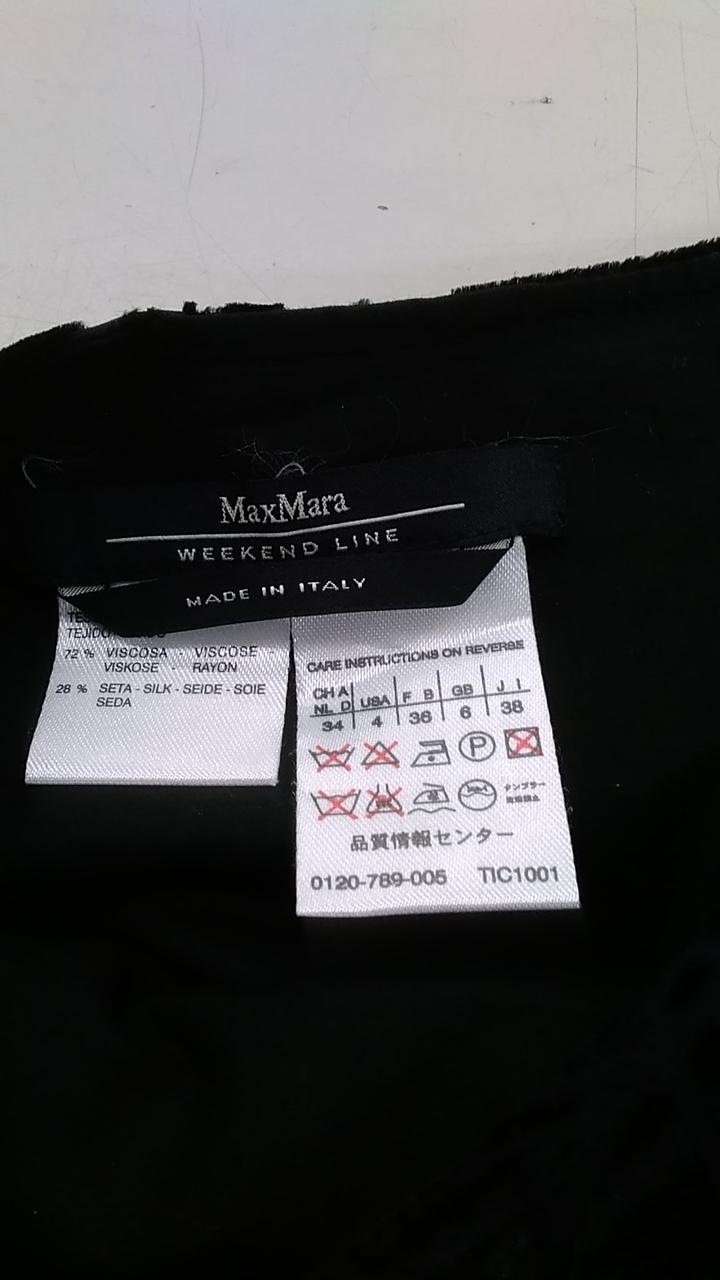 MaxMara
WEEKEND LINE
MADE IN ITALY
72 % VISCOSA - VISCOSE -
VISKOSE - RAYON
28 % SETA - SILK - SEIDE - SOIE
SEDA
CARE INSTRUCTIONS ON REVERSE
CH A USA F B GB J I
NL D
34 4 36 6 38
品質情報センター
0120-789-005 TIC1001